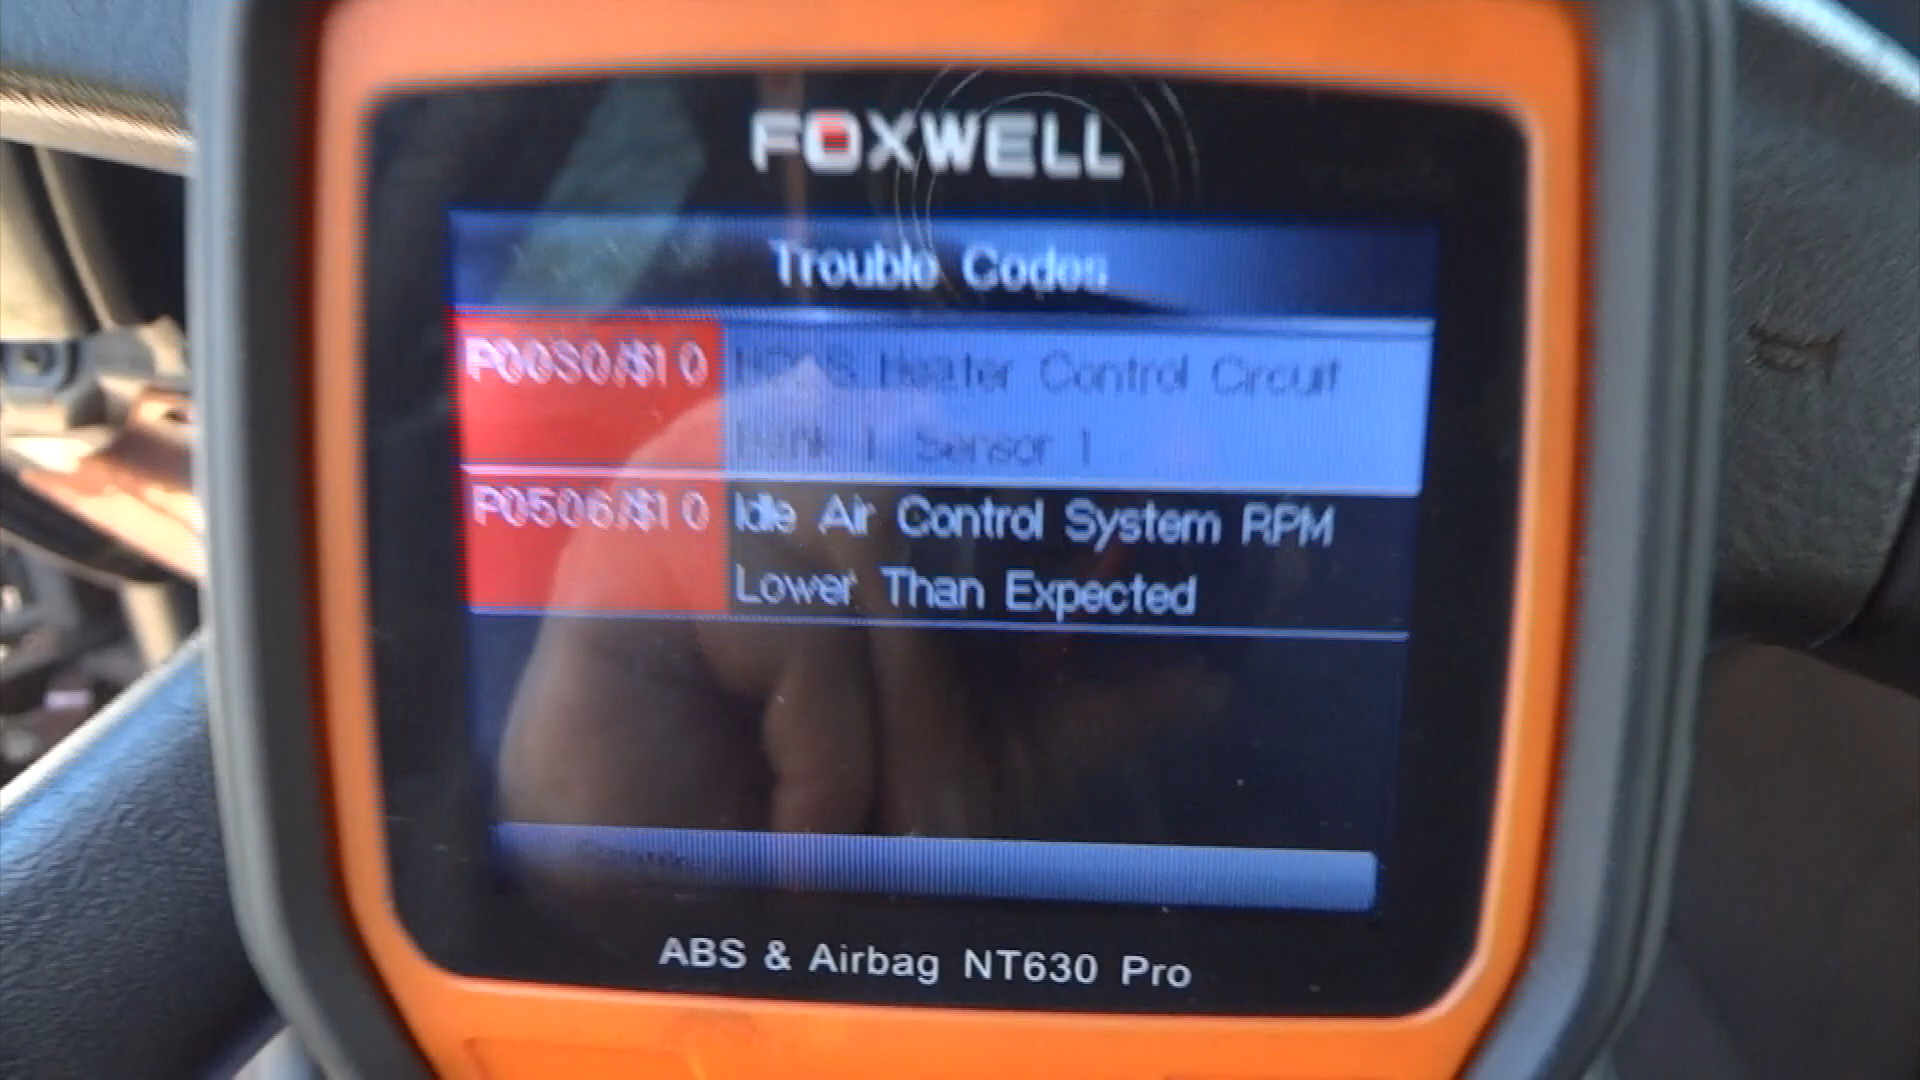 FOXWELL
Trouble Codes
P0030/$10 HO2S Heater Control Circuit
Bank 1 Sensor 1
P0506/$10 Idle Air Control System RPM
Lower Than Expected
ABS & Airbag NT630 Pro